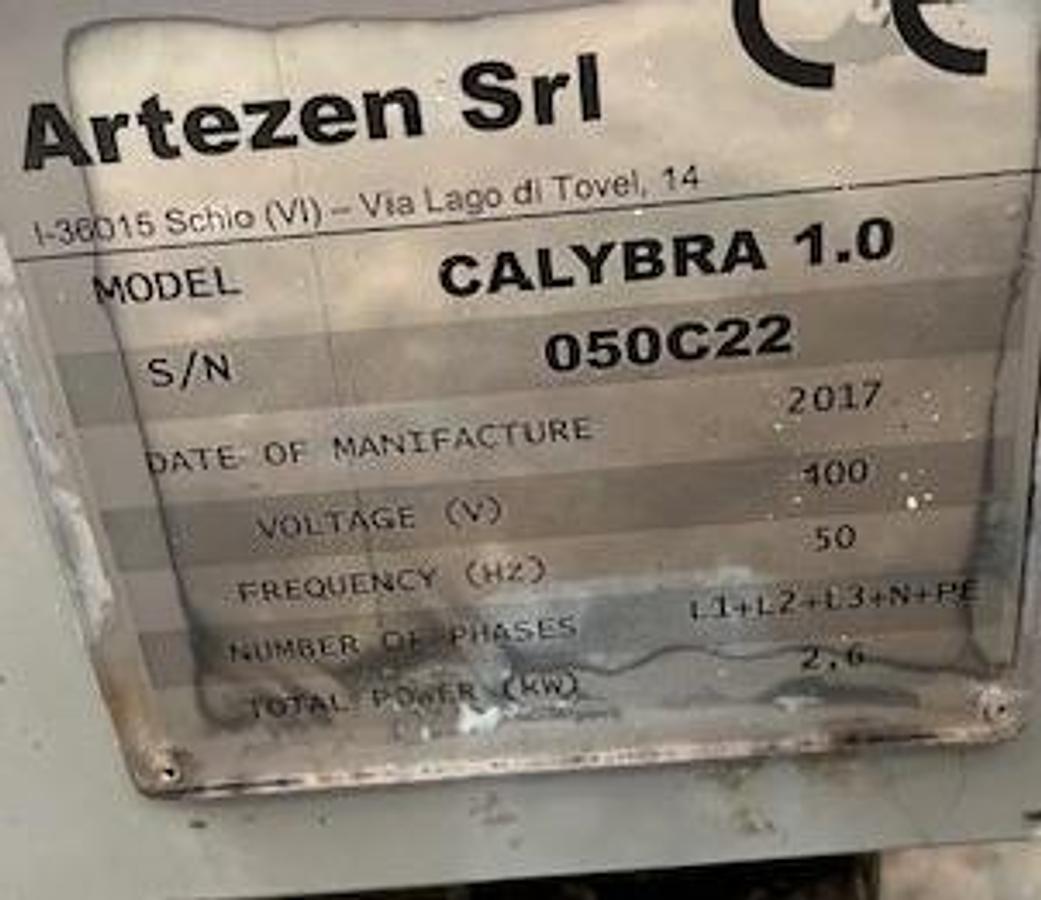 CE
Artezen Srl
I-36015 Schio (VI) – Via Lago di Tovel, 14
MODEL CALYBRA 1.0
S/N 050C22
DATE OF MANIFACTURE 2017
VOLTAGE (V) 400
FREQUENCY (HZ) 50
NUMBER OF PHASES L1+L2+L3+N+PE
TOTAL POWER (kW) 2,6